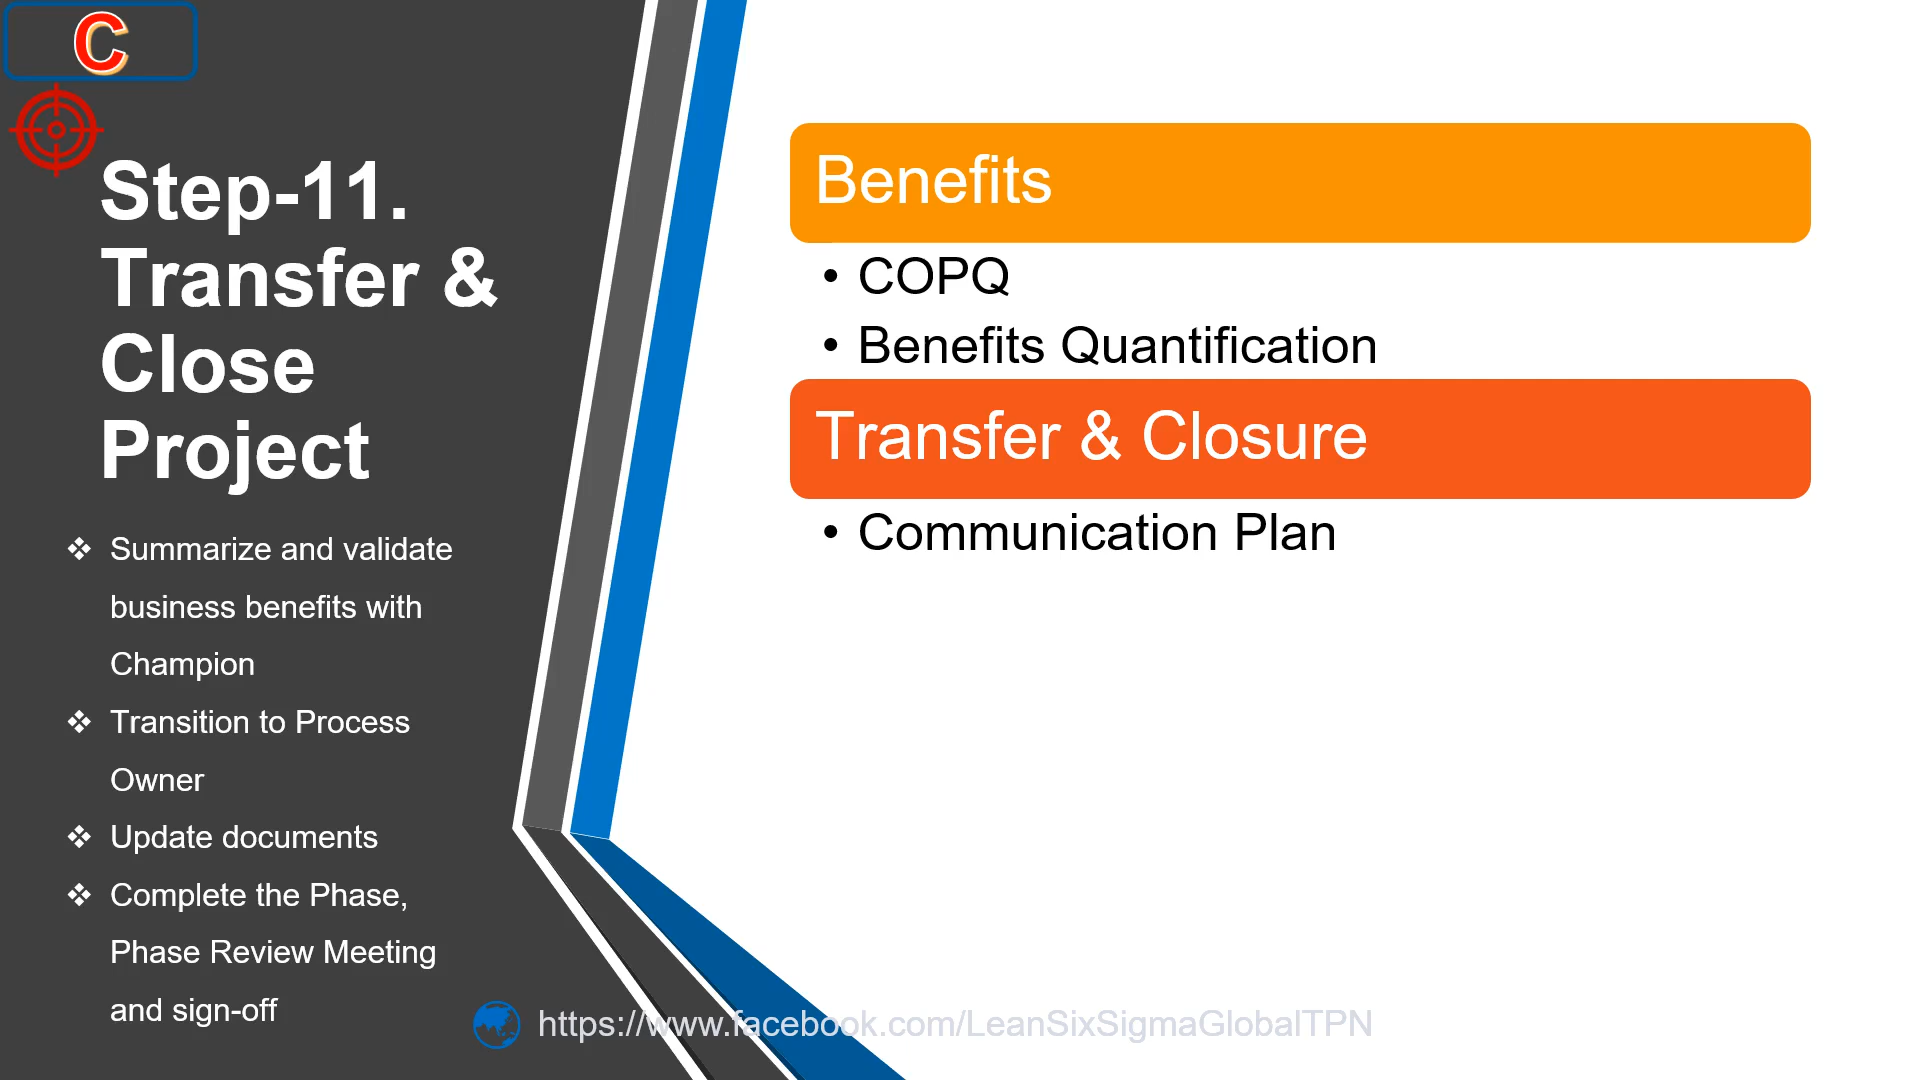 C
Step-11.
Transfer &
Close
Project
❖ Summarize and validate
business benefits with
Champion
❖ Transition to Process
Owner
❖ Update documents
❖ Complete the Phase,
Phase Review Meeting
and sign-off
Benefits
• COPQ
• Benefits Quantification
Transfer & Closure
• Communication Plan
https://www.facebook.com/LeanSixSigmaGlobalTPN